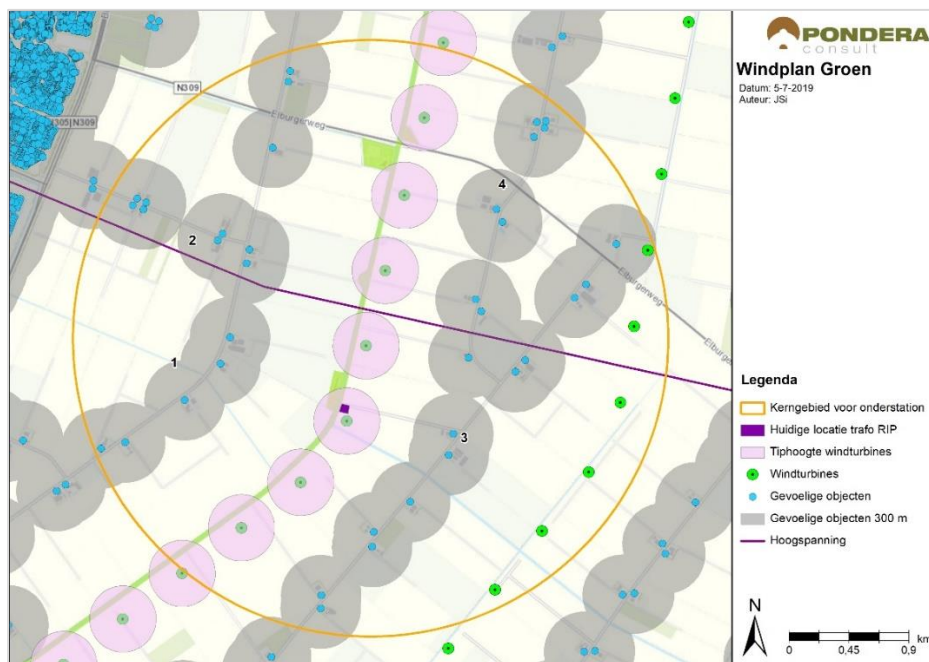 PONDERA
consult
Windplan Groen
Datum: 5-7-2019
Auteur: JSi
N309
Elburgerweg
305|N309
4
2
Elburgerweg
1
3
Legenda
Kerngebied voor onderstation
Huidige locatie trafo RIP
Tiphoogte windturbines
Windturbines
Gevoelige objecten
Gevoelige objecten 300 m
Hoogspanning
N
km
0 0,45 0,9